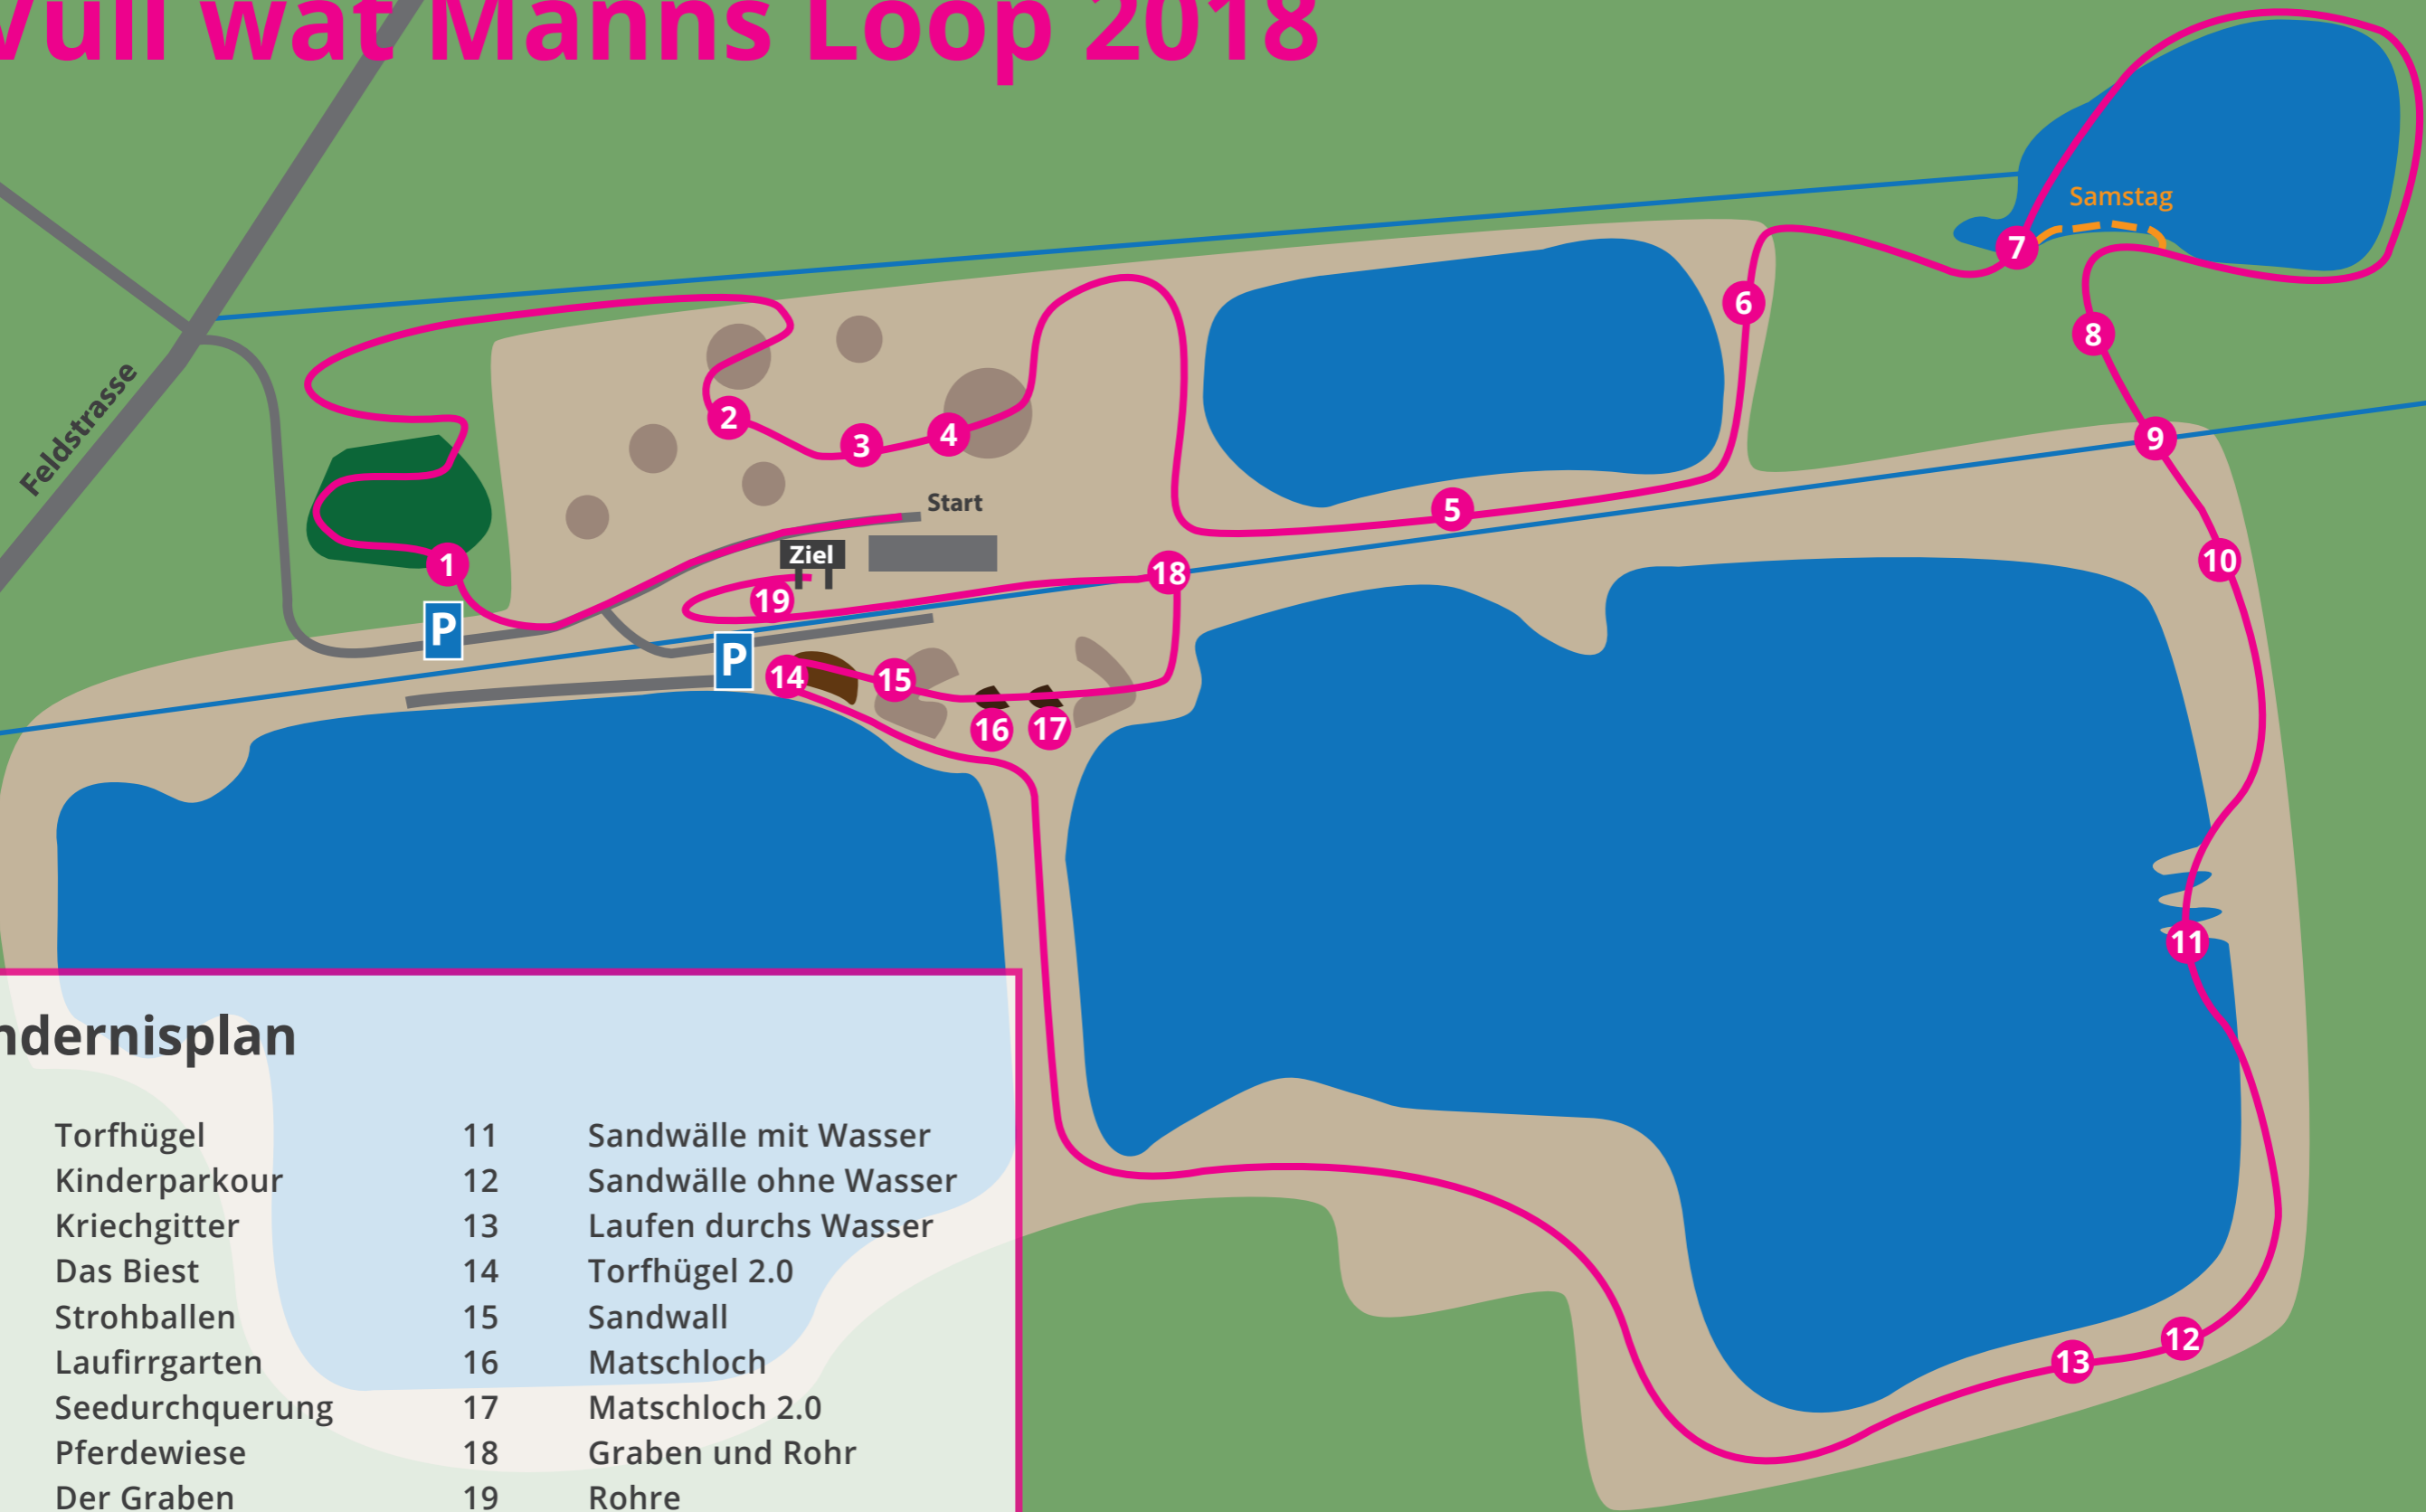 Vull wat Manns Loop 2018
Samstag
7
6
8
Feldstrasse
2
3
4
9
Start
5
Ziel
1
18
10
19
P
P
14
15
16
17
11
ndernisplan
12
13
Torfhügel 11 Sandwälle mit Wasser
Kinderparkour 12 Sandwälle ohne Wasser
Kriechgitter 13 Laufen durchs Wasser
Das Biest 14 Torfhügel 2.0
Strohballen 15 Sandwall
Laufirrgarten 16 Matschloch
Seedurchquerung 17 Matschloch 2.0
Pferdewiese 18 Graben und Rohr
Der Graben 19 Rohre